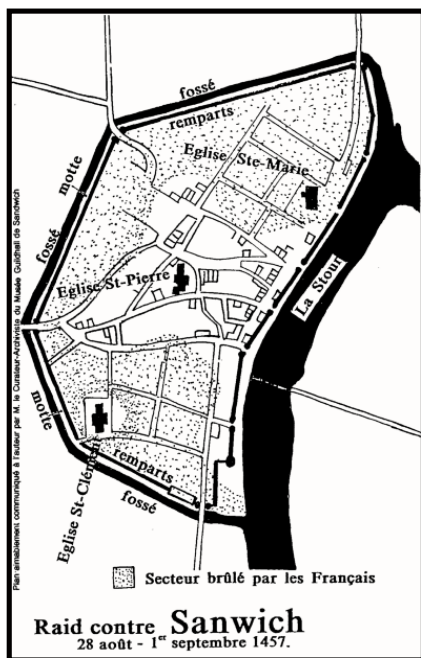 fossé
remparts
Eglise Ste-Marie
motte
fossé
Eglise St-Pierre
La Stour
motte
Eglise St-Clément
remparts
fossé
Plan aimablement communiqué à l'auteur par M. le Curateur-Archiviste du Musée Guildhall de Sandwich
Secteur brûlé par les Français
Raid contre Sanwich
28 août - 1er septembre 1457.